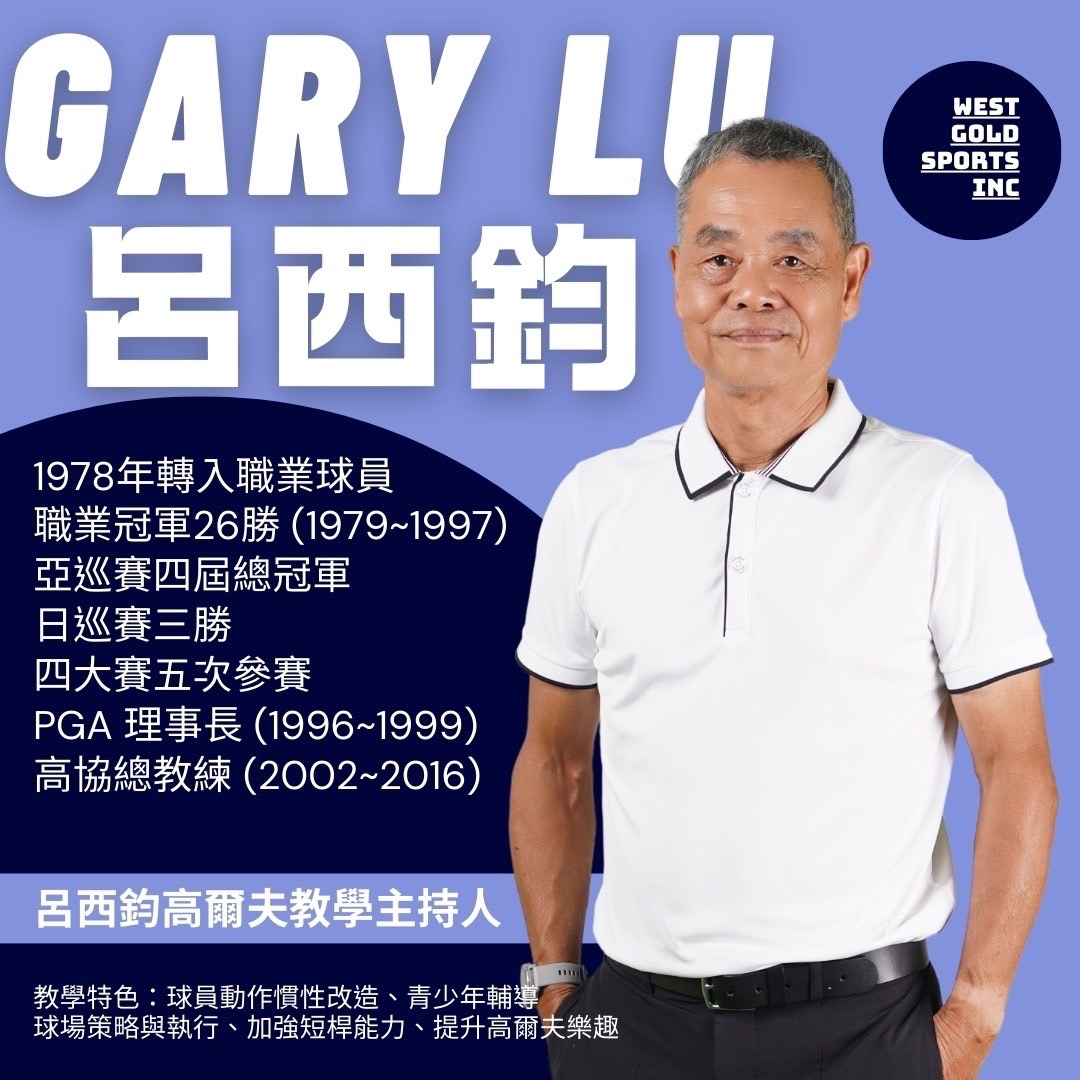 GARY LU
呂西鈞
WEST
GOLD
SPORTS
INC
1978年轉入職業球員
職業冠軍26勝 (1979~1997)
亞巡賽四屆總冠軍
日巡賽三勝
四大賽五次參賽
PGA 理事長 (1996~1999)
高協總教練 (2002~2016)
呂西鈞高爾夫教學主持人
教學特色：球員動作慣性改造、青少年輔導
球場策略與執行、加強短桿能力、提升高爾夫樂趣